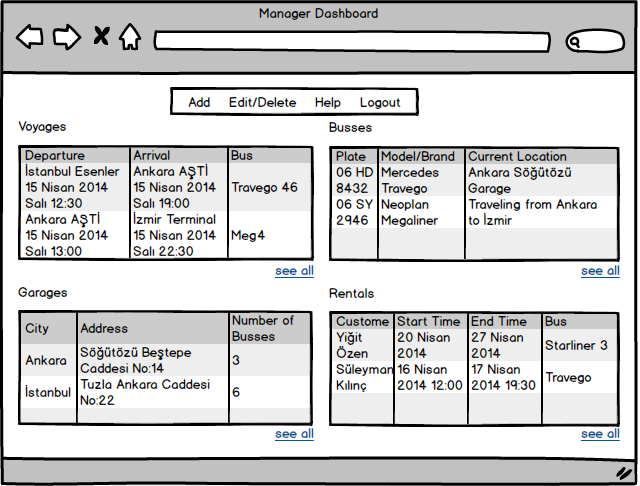 Manager Dashboard
Add Edit/Delete Help Logout
Voyages
Departure Arrival Bus
İstanbul Esenler Ankara AŞTİ
15 Nisan 2014 15 Nisan 2014 Travego 46
Salı 12:30 Salı 19:00
Ankara AŞTİ İzmir Terminal
15 Nisan 2014 15 Nisan 2014 Meg4
Salı 13:00 Salı 22:30
see all
Busses
Plate Model/Brand Current Location
06 HD Mercedes Ankara Söğütözü
8432 Travego Garage
06 SY Neoplan Traveling from Ankara
2946 Megaliner to İzmir
see all
Garages
City Address Number of
Busses
Ankara Söğütözü Beştepe 3
Caddesi No:14
İstanbul Tuzla Ankara Caddesi 6
No:22
see all
Rentals
Custome Start Time End Time Bus
Yiğit 20 Nisan 27 Nisan Starliner 3
Özen 2014 2014
Süleyman 16 Nisan 17 Nisan Travego
Kılınç 2014 12:00 2014 19:30
see all